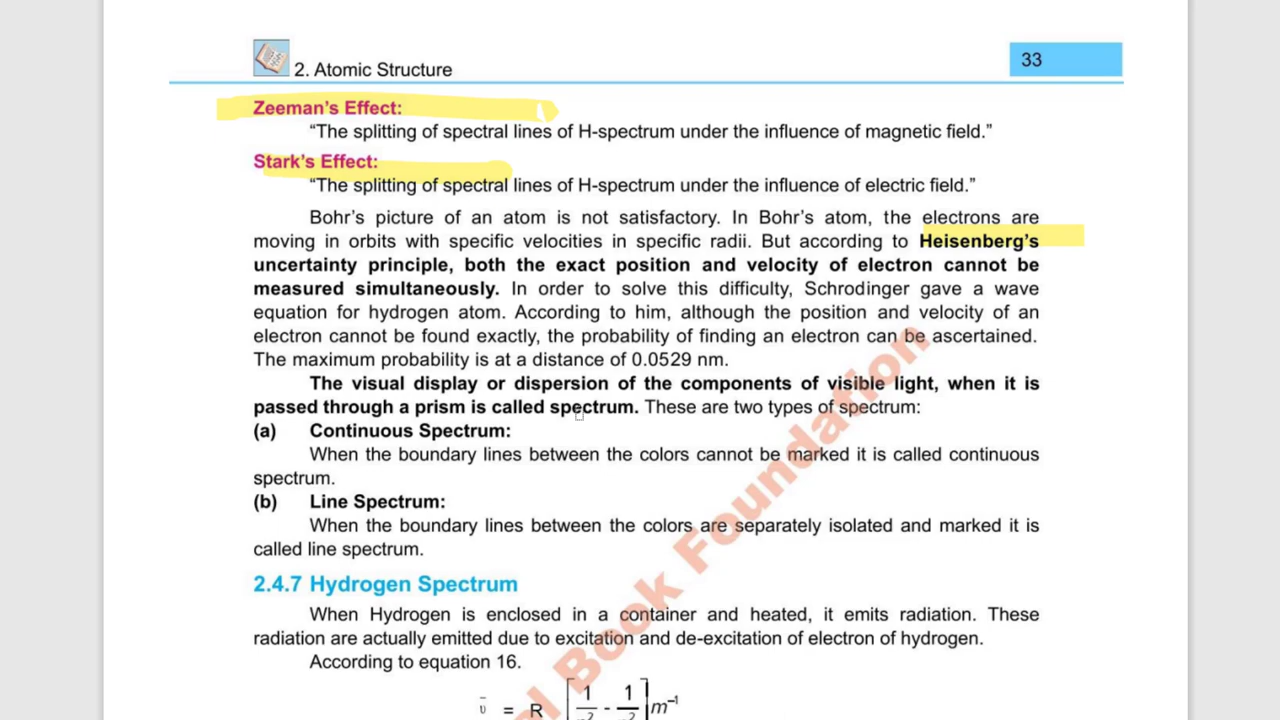 2. Atomic Structure
33
Zeeman's Effect:
“The splitting of spectral lines of H-spectrum under the influence of magnetic field.”
Stark's Effect:
“The splitting of spectral lines of H-spectrum under the influence of electric field.”
Bohr's picture of an atom is not satisfactory. In Bohr's atom, the electrons are
moving in orbits with specific velocities in specific radii. But according to Heisenberg's
uncertainty principle, both the exact position and velocity of electron cannot be
measured simultaneously. In order to solve this difficulty, Schrodinger gave a wave
equation for hydrogen atom. According to him, although the position and velocity of an
electron cannot be found exactly, the probability of finding an electron can be ascertained.
The maximum probability is at a distance of 0.0529 nm.
The visual display or dispersion of the components of visible light, when it is
passed through a prism is called spectrum. These are two types of spectrum:
(a) Continuous Spectrum:
When the boundary lines between the colors cannot be marked it is called continuous
spectrum.
(b) Line Spectrum:
When the boundary lines between the colors are separately isolated and marked it is
called line spectrum.
2.4.7 Hydrogen Spectrum
When Hydrogen is enclosed in a container and heated, it emits radiation. These
radiation are actually emitted due to excitation and de-excitation of electron of hydrogen.
According to equation 16.
ῡ = R [1/ - 1/] m⁻¹
Book Foundation